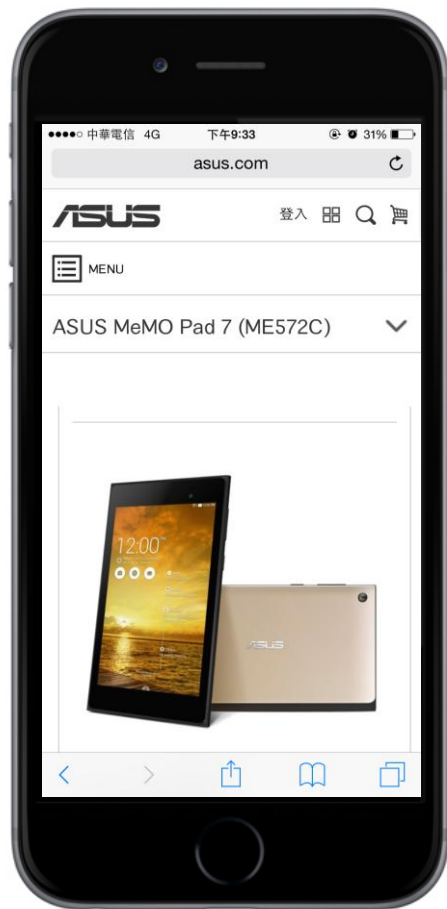 中華電信 4G 下午9:33 31%
asus.com
ASUS 登入
MENU
ASUS MeMO Pad 7 (ME572C)
12:00
ASUS